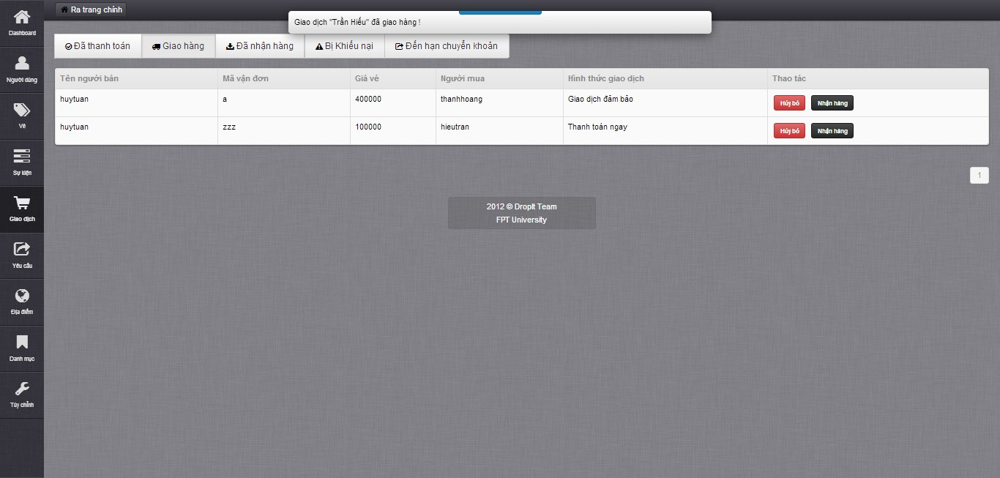 Ra trang chính
Giao dịch "Trần Hiếu" đã giao hàng !
Dashboard
Người dùng
Vé
Sự kiện
Giao dịch
Yêu cầu
Địa điểm
Danh mục
Tùy chỉnh
Đã thanh toán Giao hàng Đã nhận hàng Bị Khiếu nại Đến hạn chuyển khoản
Tên người bán Mã vận đơn Giá vé Người mua Hình thức giao dịch Thao tác
huytuan a 400000 thanhhoang Giao dịch đảm bảo Hủy bỏ Nhận hàng
huytuan zzz 100000 hieutran Thanh toán ngay Hủy bỏ Nhận hàng
1
2012 © DropIt Team
FPT University